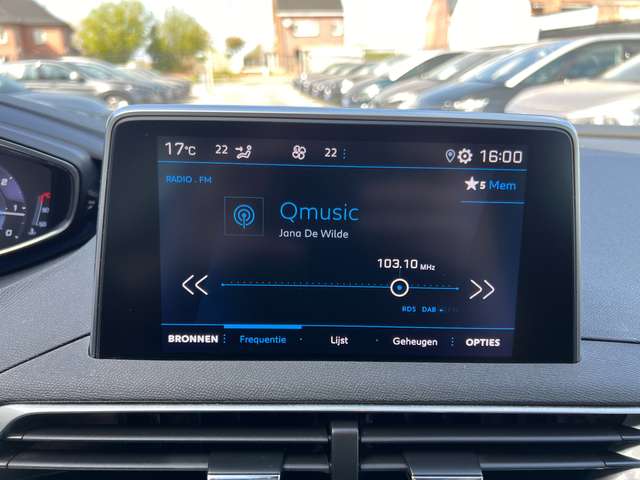 17°C 22 22 16:00
RADIO . FM
5 Mem
Qmusic
Jana De Wilde
103.10 MHz
RDS DAB
BRONNEN Frequentie Lijst Geheugen OPTIES